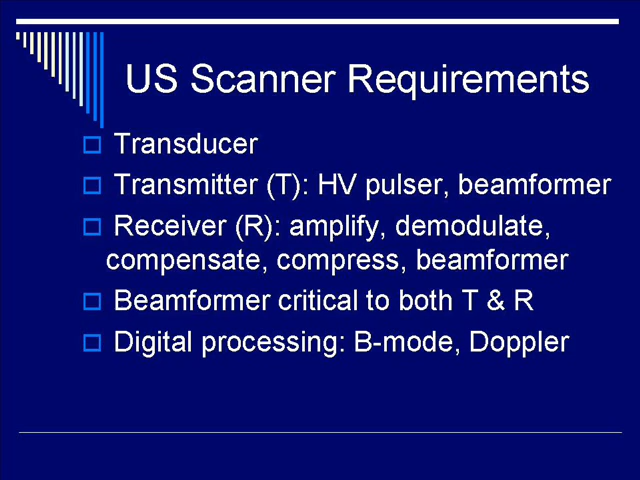 US Scanner Requirements
Transducer
Transmitter (T): HV pulser, beamformer
Receiver (R): amplify, demodulate,
compensate, compress, beamformer
Beamformer critical to both T & R
Digital processing: B-mode, Doppler